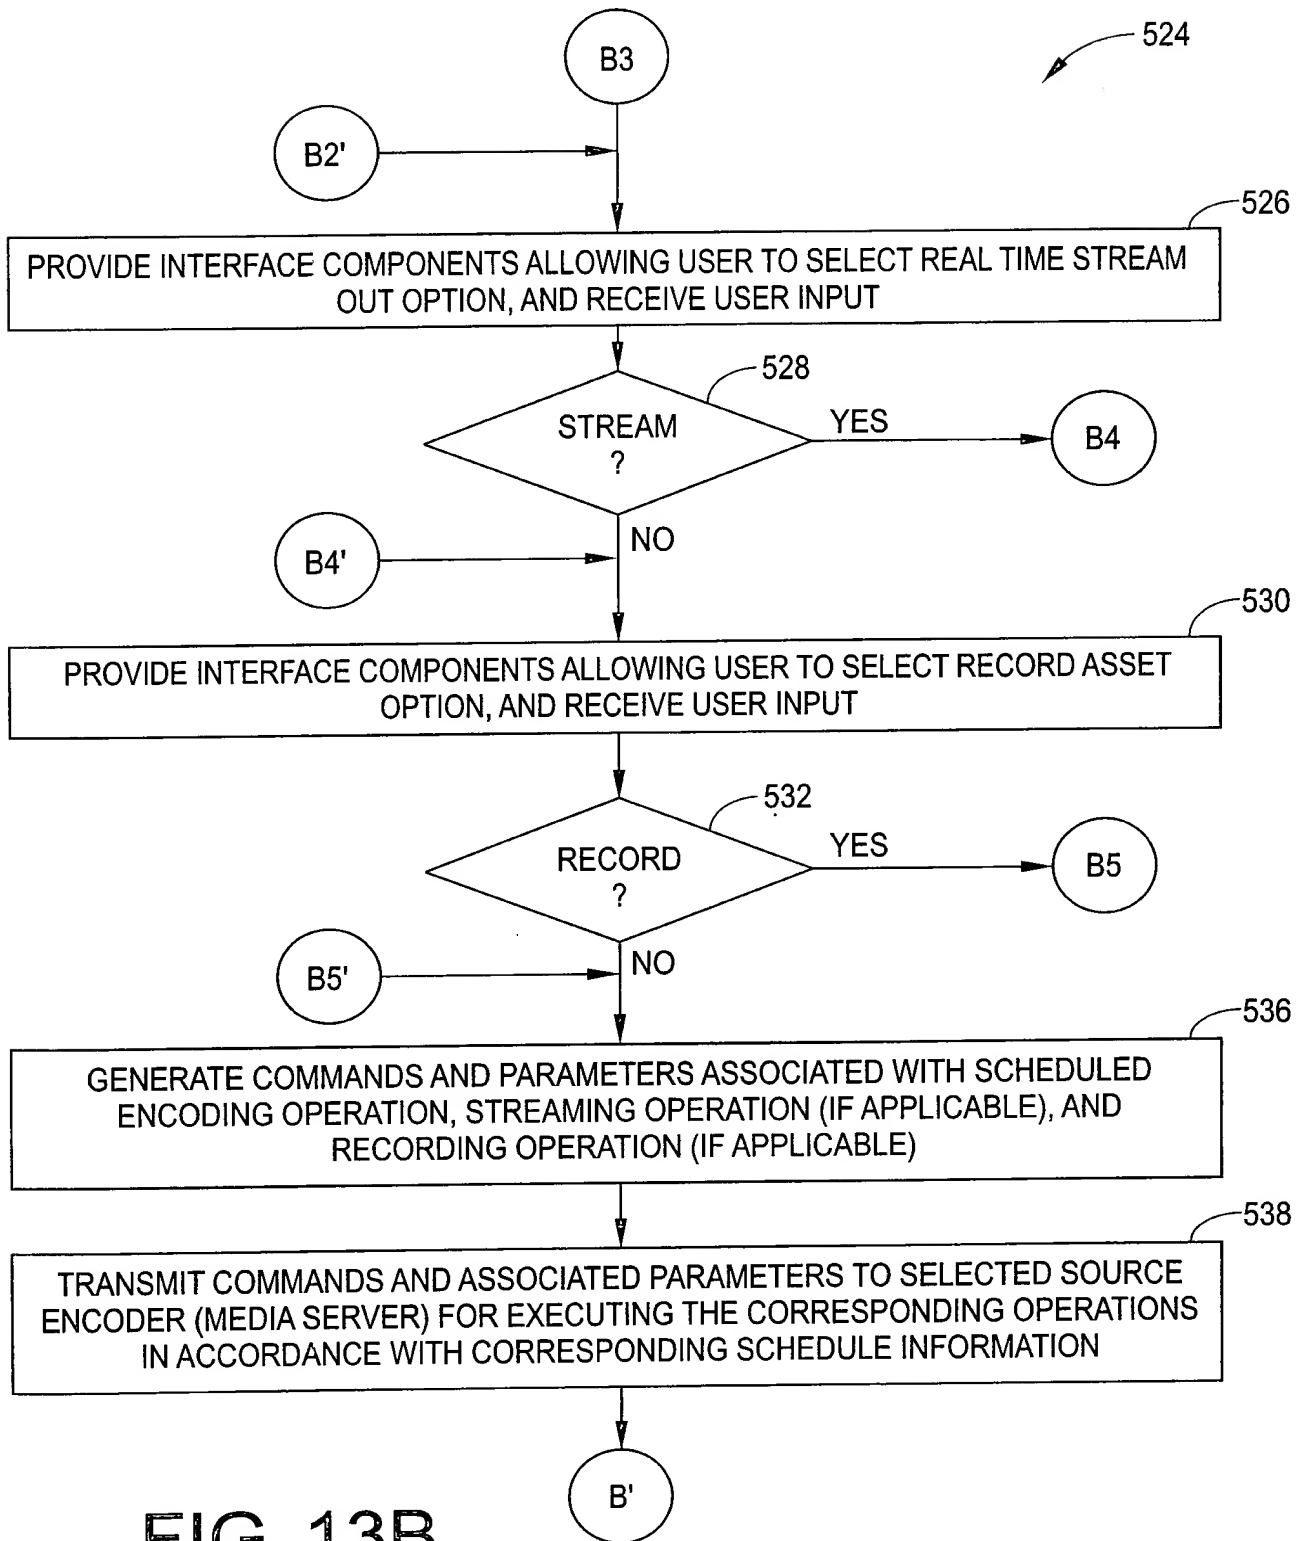 524
B3
B2'
526
PROVIDE INTERFACE COMPONENTS ALLOWING USER TO SELECT REAL TIME STREAM
OUT OPTION, AND RECEIVE USER INPUT
528
STREAM
?
YES
B4
NO
B4'
530
PROVIDE INTERFACE COMPONENTS ALLOWING USER TO SELECT RECORD ASSET
OPTION, AND RECEIVE USER INPUT
532
RECORD
?
YES
B5
NO
B5'
536
GENERATE COMMANDS AND PARAMETERS ASSOCIATED WITH SCHEDULED
ENCODING OPERATION, STREAMING OPERATION (IF APPLICABLE), AND
RECORDING OPERATION (IF APPLICABLE)
538
TRANSMIT COMMANDS AND ASSOCIATED PARAMETERS TO SELECTED SOURCE
ENCODER (MEDIA SERVER) FOR EXECUTING THE CORRESPONDING OPERATIONS
IN ACCORDANCE WITH CORRESPONDING SCHEDULE INFORMATION
B'
FIG. 13B